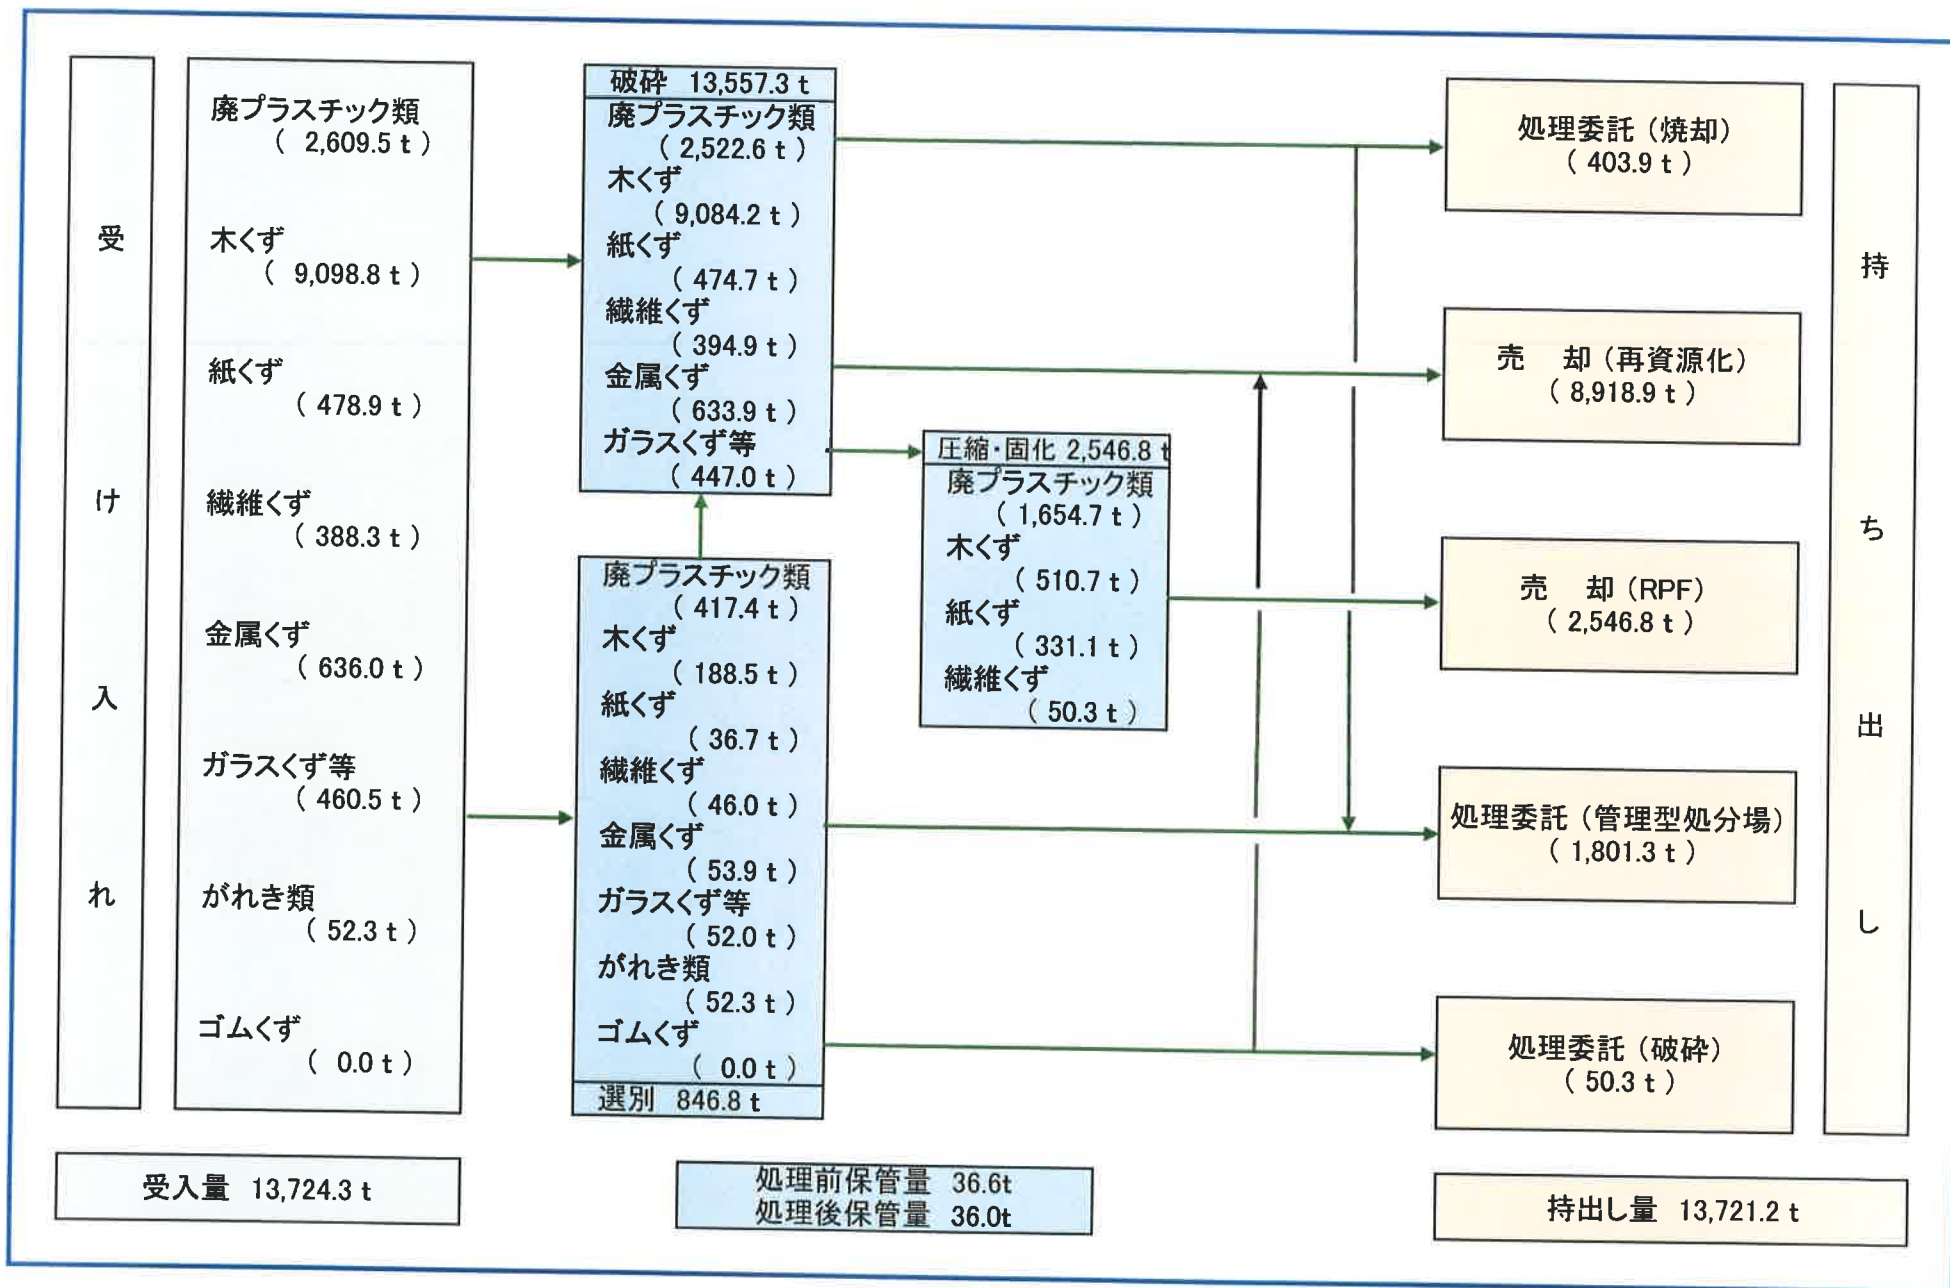 受け入れ
廃プラスチック類
( 2,609.5 t )
木くず
( 9,098.8 t )
紙くず
( 478.9 t )
繊維くず
( 388.3 t )
金属くず
( 636.0 t )
ガラスくず等
( 460.5 t )
がれき類
( 52.3 t )
ゴムくず
( 0.0 t )
受入量 13,724.3 t
破砕 13,557.3 t
廃プラスチック類
( 2,522.6 t )
木くず
( 9,084.2 t )
紙くず
( 474.7 t )
繊維くず
( 394.9 t )
金属くず
( 633.9 t )
ガラスくず等
( 447.0 t )
廃プラスチック類
( 417.4 t )
木くず
( 188.5 t )
紙くず
( 36.7 t )
繊維くず
( 46.0 t )
金属くず
( 53.9 t )
ガラスくず等
( 52.0 t )
がれき類
( 52.3 t )
ゴムくず
( 0.0 t )
選別 846.8 t
圧縮・固化 2,546.8 t
廃プラスチック類
( 1,654.7 t )
木くず
( 510.7 t )
紙くず
( 331.1 t )
繊維くず
( 50.3 t )
処理前保管量 36.6t
処理後保管量 36.0t
処理委託（焼却）
( 403.9 t )
売 却（再資源化）
( 8,918.9 t )
売 却（RPF）
( 2,546.8 t )
処理委託（管理型処分場）
( 1,801.3 t )
処理委託（破砕）
( 50.3 t )
持ち出し
持出し量 13,721.2 t